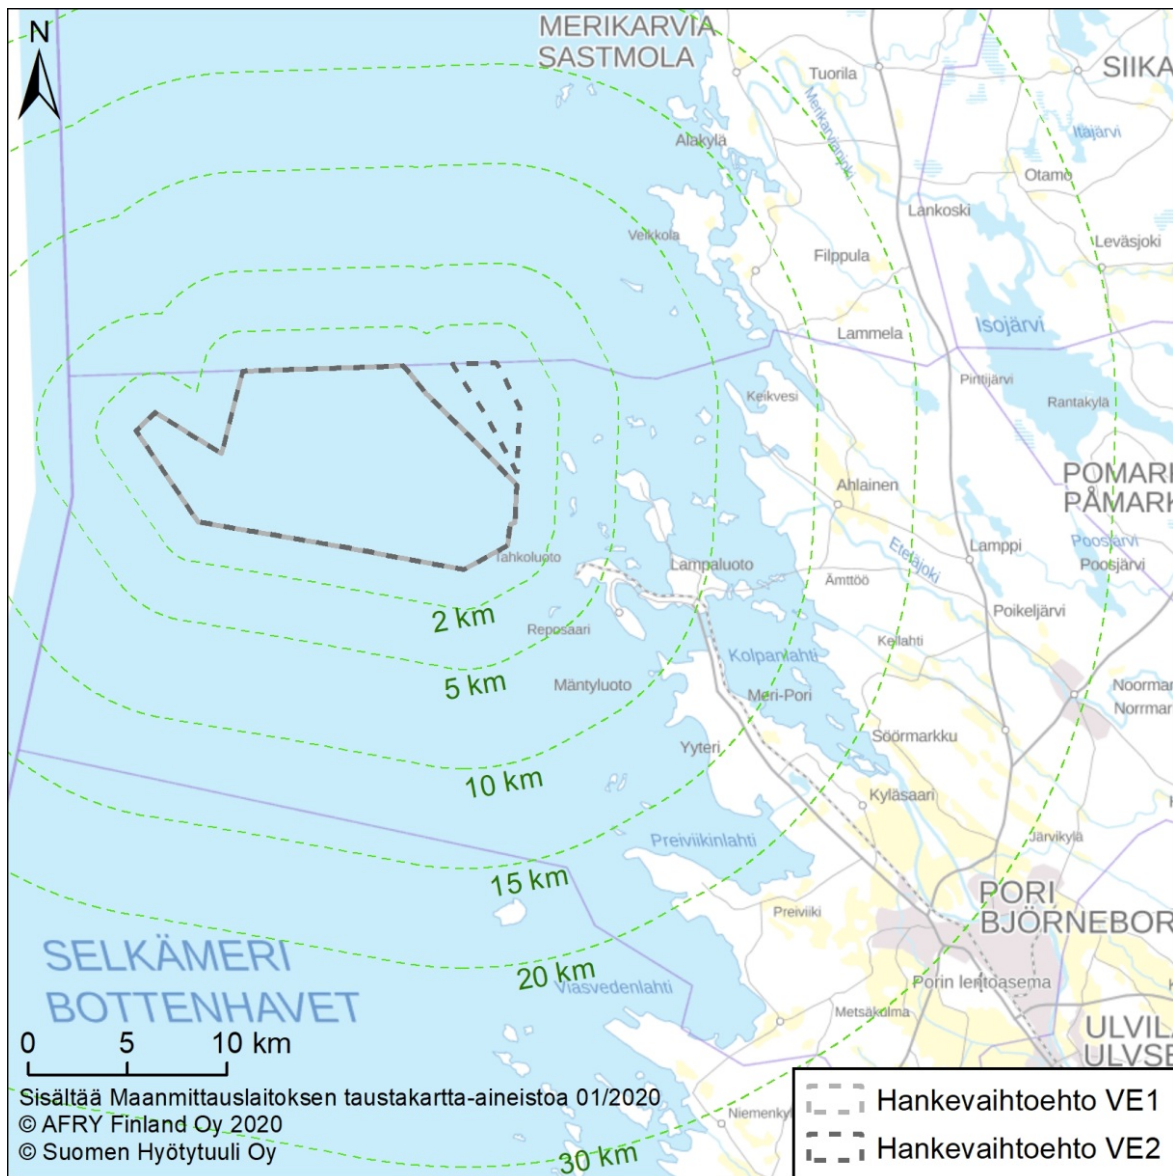 N
MERIKARVIA
SASTMOLA
Tuorila
SIIKA
Merikarvianjoki
Itäjärvi
Alakylä
Otamo
Lankoski
Veikkola
Leväsjoki
Filppula
Isojärvi
Lammela
Pirttijärvi
Keikvesi
Rantakylä
POMAR
PÅMARK
Ahlainen
Tahkoluoto
Lampaluoto
Eteläjoki
Lamppi
Poosjärvi
Poosjärvi
Ämttöö
Poikeljärvi
2 km
Reposaari
Kellahti
Kolpanlahti
5 km
Mäntyluoto
Meri-Pori
Noormar
Norrmar
Yyteri
Söörmarkku
10 km
Kyläsaari
Preiviikinlahti
Järvikylä
15 km
PORI
BJÖRNEBOR
Preiviiki
SELKÄMERI
BOTTENHAVET
20 km
Viasvedenlahti
Porin lentoasema
Metsäkulma
ULVILA
ULVSB
0 5 10 km
Sisältää Maanmittauslaitoksen taustakartta-aineistoa 01/2020
© AFRY Finland Oy 2020
© Suomen Hyötytuuli Oy
30 km
Niemenkyl
Hankevaihtoehto VE1
Hankevaihtoehto VE2